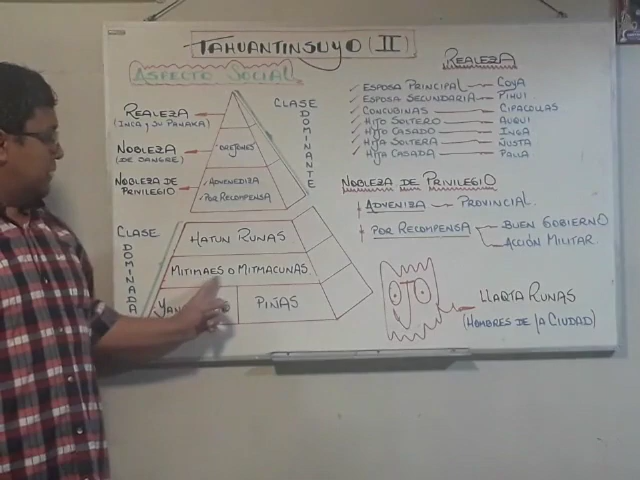 TAHUANTINSUYO (II)
ASPECTO SOCIAL
REALEZA
(INCA Y SU PANAKA)
NOBLEZA
(DE SANGRE)
NOBLEZA DE
PRIVILEGIO
OREJONES
ADVENEDIZA
POR RECOMPENSA
CLASE
DOMINANTE
CLASE
DOMINADA
HATUN RUNAS
MITIMAES O MITMACUNAS
YAN
PIÑAS
REALEZA
ESPOSA PRINCIPAL COYA
ESPOSA SECUNDARIA PIHUI
CONCUBINAS CIPACOLLAS
HIJO SOLTERO AUQUI
HIJO CASADO INGA
HIJA SOLTERA ÑUSTA
HIJA CASADA PALLA
NOBLEZA DE PRIVILEGIO
ADVENIZA PROVINCIAL.
POR RECOMPENSA BUEN GOBIERNO
ACCIÓN MILITAR.
LLAQTA RUNAS
(HOMBRES DE LA CIUDAD)